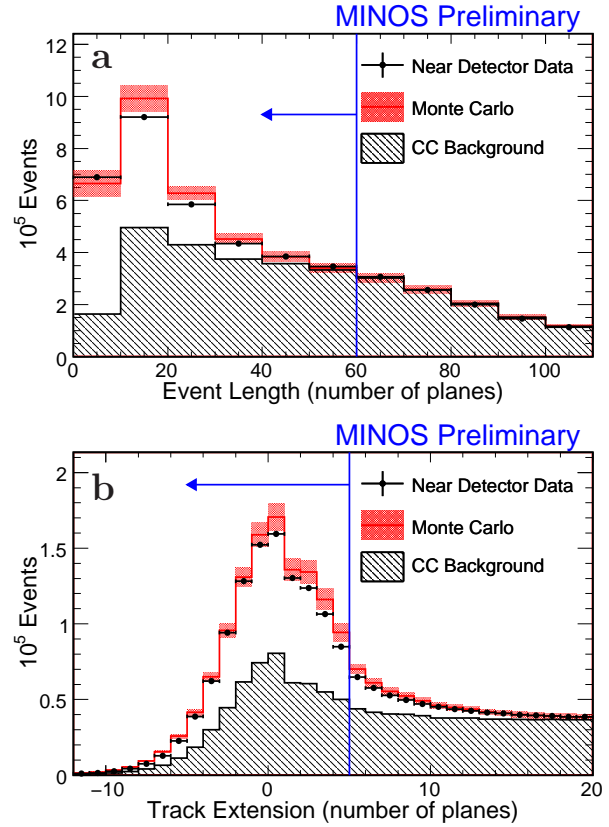 MINOS Preliminary
a
Near Detector Data
Monte Carlo
CC Background
10^5 Events
12
10
8
6
4
2
0
0 20 40 60 80 100
Event Length (number of planes)
MINOS Preliminary
b
Near Detector Data
Monte Carlo
CC Background
10^5 Events
2
1.5
1
0.5
0
−10 0 10 20
Track Extension (number of planes)